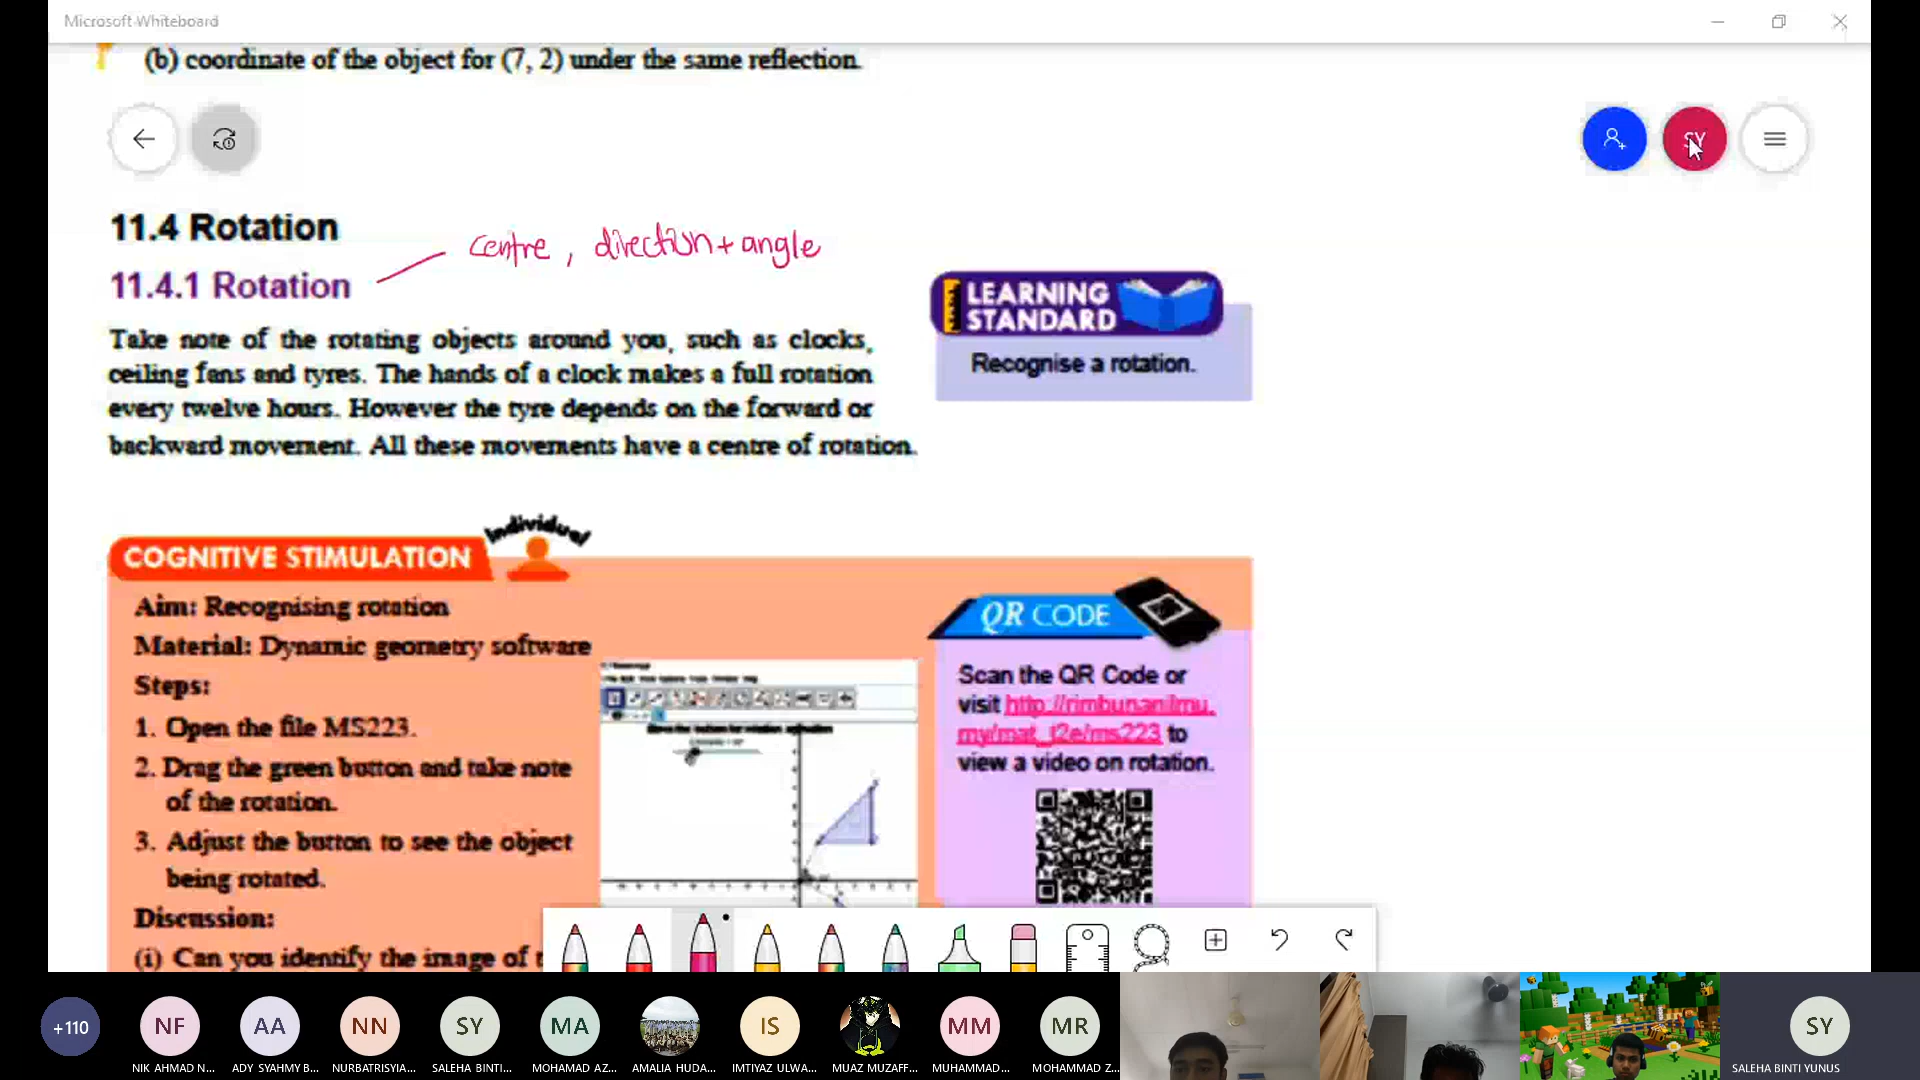 Microsoft Whiteboard
(b) coordinate of the object for (7, 2) under the same reflection.
SY
11.4 Rotation
centre, direction + angle
11.4.1 Rotation
LEARNING
STANDARD
Recognise a rotation.
Take note of the rotating objects around you, such as clocks,
ceiling fans and tyres. The hands of a clock makes a full rotation
every twelve hours. However the tyre depends on the forward or
backward movement. All these movements have a centre of rotation.
Individual
COGNITIVE STIMULATION
Aim: Recognising rotation
Material: Dynamic geometry software
Steps:
1. Open the file MS223.
2. Drag the green button and take note
of the rotation.
3. Adjust the button to see the object
being rotated.
Discussion:
(i) Can you identify the image of
QR CODE
Scan the QR Code or
visit http://rimbunanilmu.
my/mat_t2e/ms223 to
view a video on rotation.
+110
NF
AA
NN
SY
MA
IS
MM
MR
SY
NIK AHMAD N...
ADY SYAHMY B...
NURBATRISYIA...
SALEHA BINTI...
MOHAMAD AZ...
AMALIA HUDA...
IMTIYAZ ULWA...
MUAZ MUZAFF...
MUHAMMAD...
MOHAMMAD Z...
SALEHA BINTI YUNUS